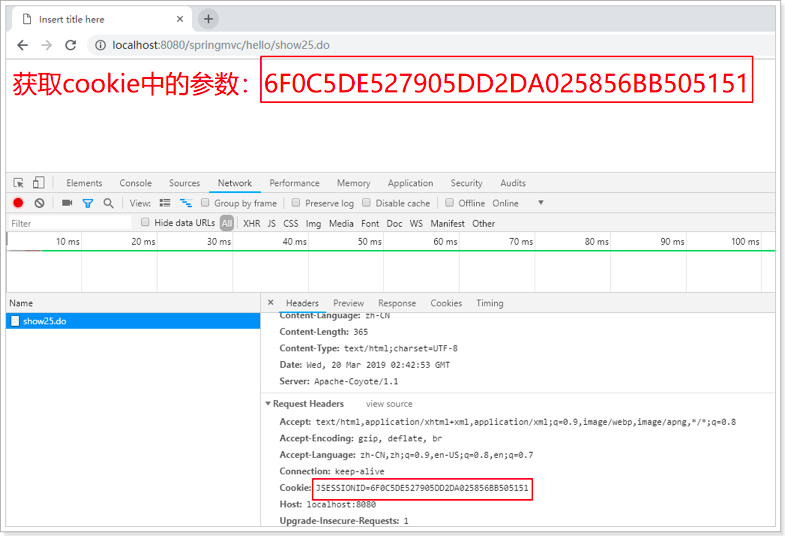 Insert title here
localhost:8080/springmvc/hello/show25.do
获取cookie中的参数：6F0C5DE527905DD2DA025856BB505151
Elements Console Sources Network Performance Memory Application Security Audits
View: Group by frame Preserve log Disable cache Offline Online
Filter Hide data URLs All XHR JS CSS Img Media Font Doc WS Manifest Other
10 ms 20 ms 30 ms 40 ms 50 ms 60 ms 70 ms 80 ms 90 ms 100 ms
Name Headers Preview Response Cookies Timing
show25.do
Content-Language: zh-CN
Content-Length: 365
Content-Type: text/html;charset=UTF-8
Date: Wed, 20 Mar 2019 02:42:53 GMT
Server: Apache-Coyote/1.1
Request Headers view source
Accept: text/html,application/xhtml+xml,application/xml;q=0.9,image/webp,image/apng,*/*;q=0.8
Accept-Encoding: gzip, deflate, br
Accept-Language: zh-CN,zh;q=0.9,en-US;q=0.8,en;q=0.7
Connection: keep-alive
Cookie: JSESSIONID=6F0C5DE527905DD2DA025856BB505151
Host: localhost:8080
Upgrade-Insecure-Requests: 1